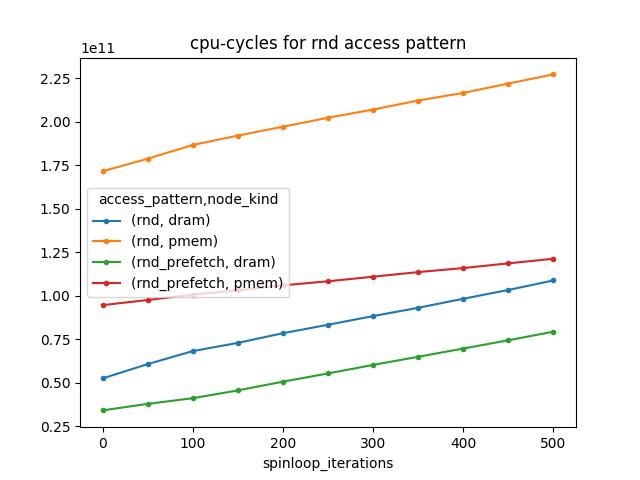 cpu-cycles for rnd access pattern
1e11
2.25
2.00
1.75
1.50
1.25
1.00
0.75
0.50
0.25
access_pattern,node_kind
(rnd, dram)
(rnd, pmem)
(rnd_prefetch, dram)
(rnd_prefetch, pmem)
0 100 200 300 400 500
spinloop_iterations